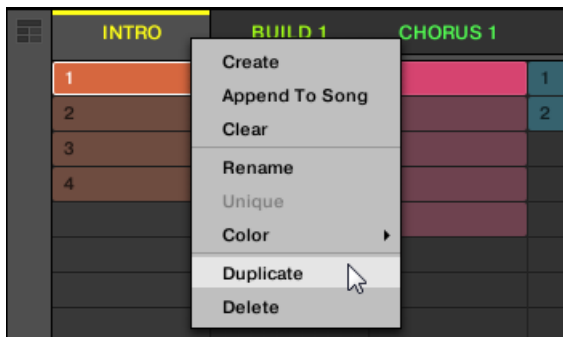 INTRO BUILD 1 CHORUS 1
Create
Append To Song
Clear
Rename
Unique
Color
Duplicate
Delete
1
2
3
4
1
2